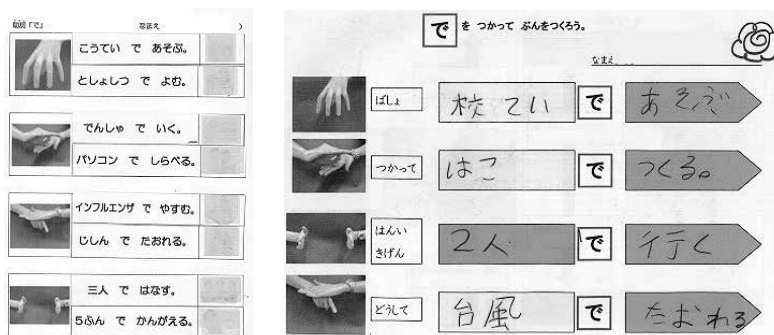 助詞「で」 なまえ )
こうてい で あそぶ。
としょしつ で よむ。
でんしゃ で いく。
パソコン で しらべる。
インフルエンザ で やすむ。
じしん で たおれる。
三人 で はなす。
5ふん で かんがえる。
で を つかって ぶんをつくろう。
なまえ
ばしょ 校てい で あそぶ
つかって はこ で つくる。
はんい
きげん 2人 で 行く
どうして 台風 で たおれる